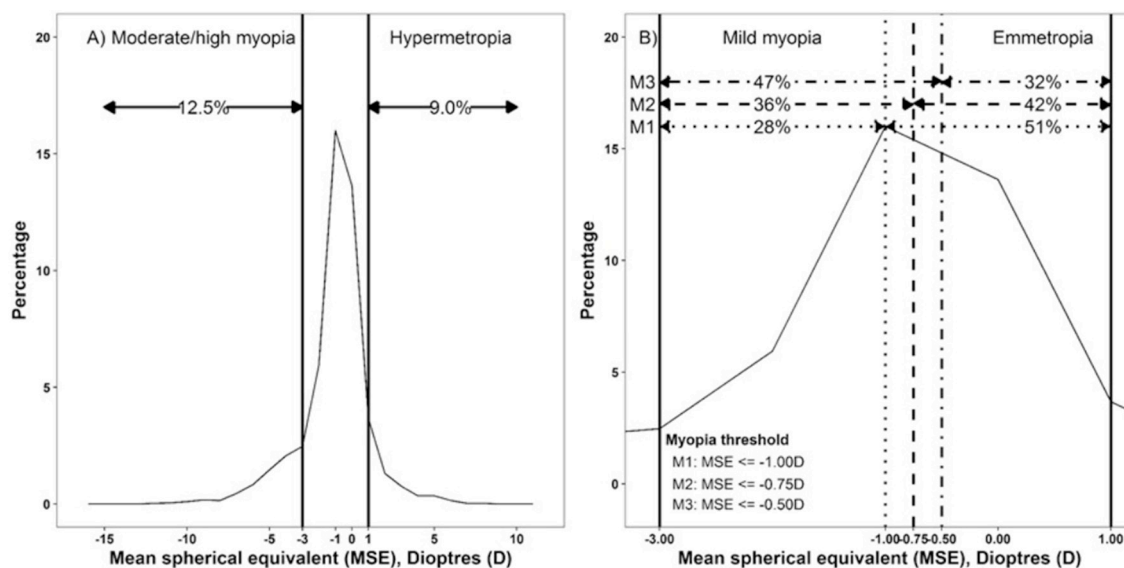 A) Moderate/high myopia
Hypermetropia
12.5%
9.0%
Percentage
20
15
10
5
0
-15
-10
-5
-3
-1
0
1
5
10
Mean spherical equivalent (MSE), Dioptres (D)
B)
Mild myopia
Emmetropia
M3
47%
32%
M2
36%
42%
M1
28%
51%
Percentage
20
15
10
5
0
Myopia threshold
M1: MSE <= -1.00D
M2: MSE <= -0.75D
M3: MSE <= -0.50D
-3.00
-1.00
-0.75
-0.50
0.00
1.00
Mean spherical equivalent (MSE), Dioptres (D)